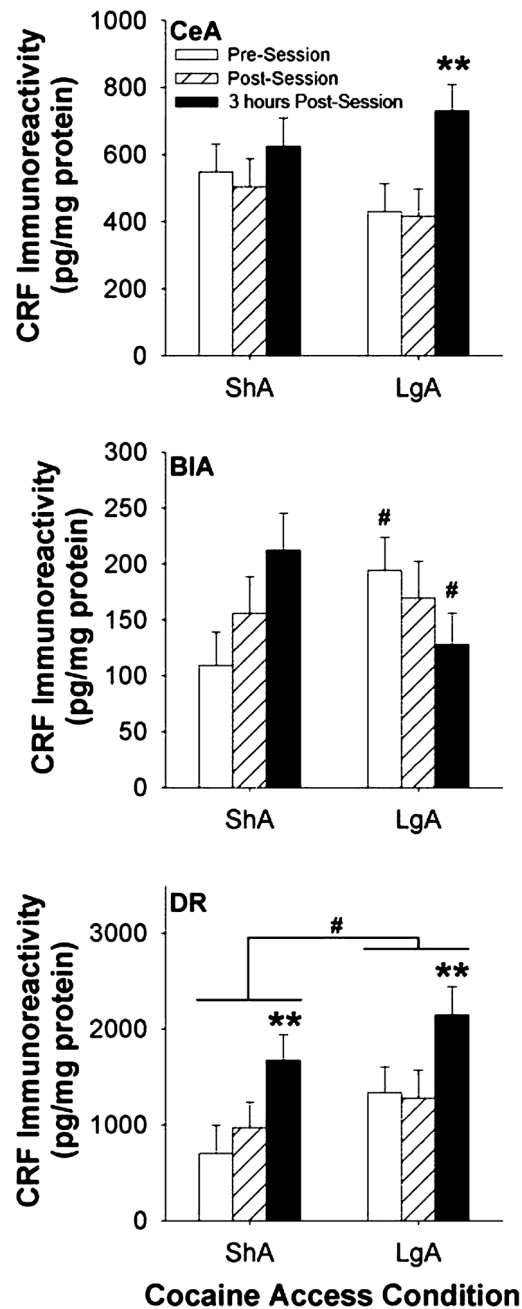 CeA
Pre-Session
Post-Session
3 hours Post-Session
**
1000
800
600
400
200
0
CRF Immunoreactivity
(pg/mg protein)
ShA LgA
BlA
#
#
300
250
200
150
100
50
0
CRF Immunoreactivity
(pg/mg protein)
ShA LgA
DR
#
**
**
3000
2000
1000
0
CRF Immunoreactivity
(pg/mg protein)
ShA LgA
Cocaine Access Condition